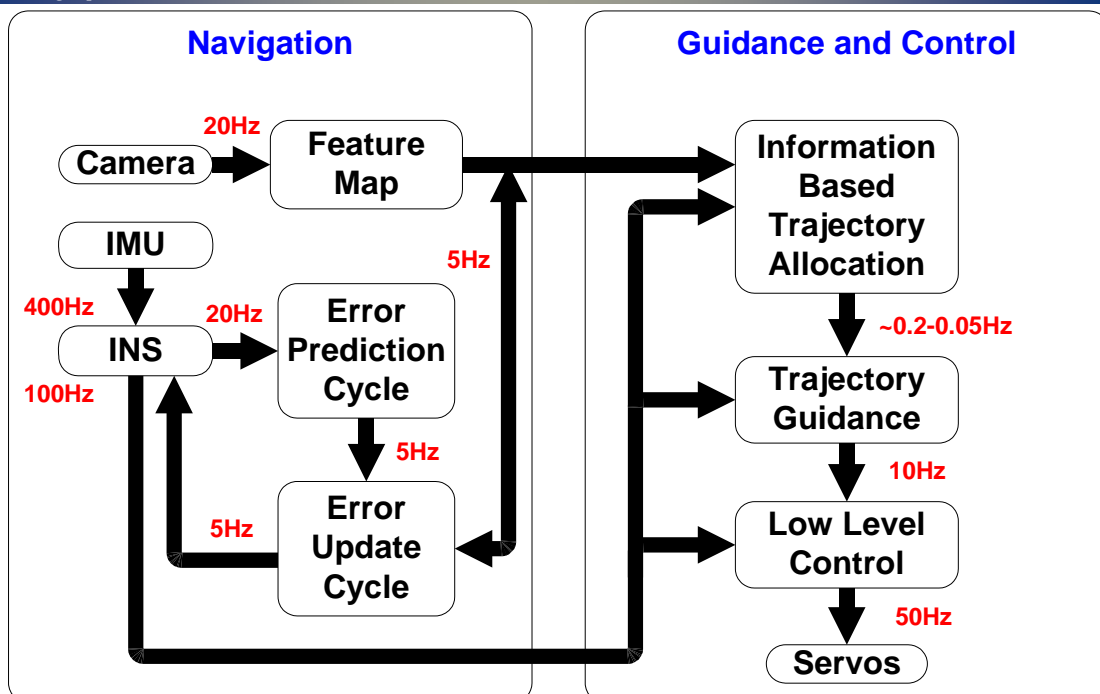 Navigation
Guidance and Control
20Hz
Camera
Feature
Map
IMU
400Hz
20Hz
INS
100Hz
Error
Prediction
Cycle
5Hz
5Hz
Error
Update
Cycle
5Hz
Information
Based
Trajectory
Allocation
~0.2-0.05Hz
Trajectory
Guidance
10Hz
Low Level
Control
50Hz
Servos